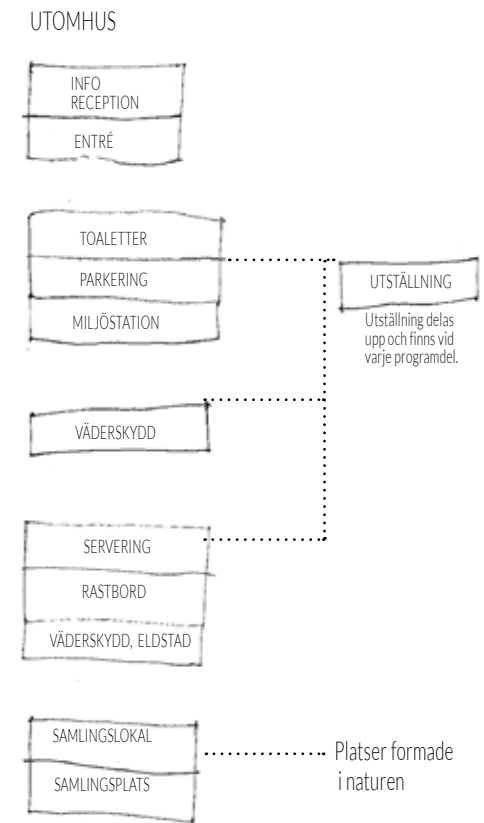 UTOMHUS
INFO
RECEPTION
ENTRÉ
TOALETTER
PARKERING
MILJÖSTATION
UTSTÄLLNING
Utställning delas
upp och finns vid
varje programdel.
VÄDERSKYDD
SERVERING
RASTBORD
VÄDERSKYDD, ELDSTAD
SAMLINGSLOKAL
SAMLINGSPLATS
Platser formade
i naturen